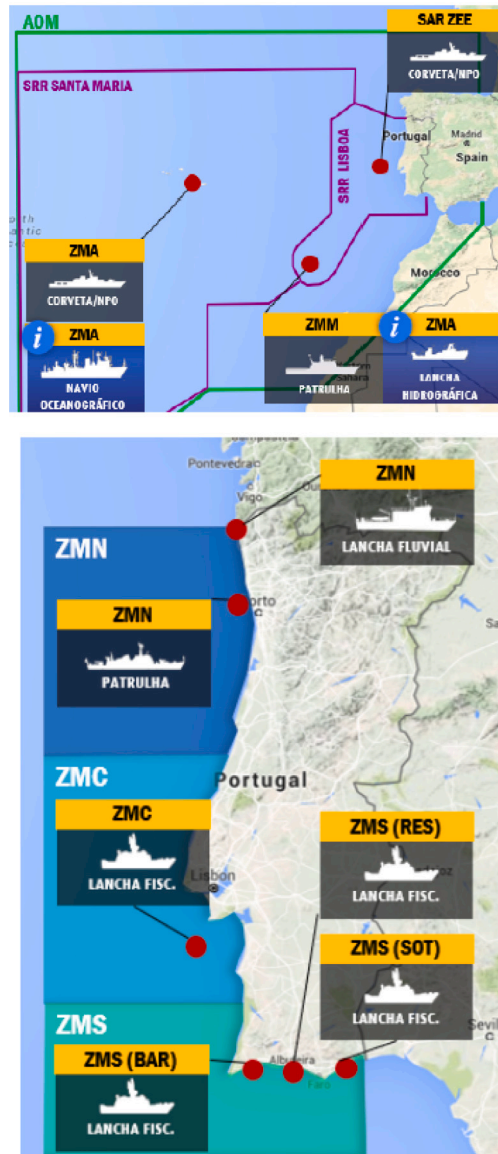 AOM
SAR ZEE
CORVETA/NPO
SRR SANTA MARIA
SRR LISBOA
Portugal
Madrid
Spain
ZMA
CORVETA/NPO
Morocco
i
ZMA
NAVIO
OCEANOGRÁFICO
ZMM
PATRULHA
i
ZMA
LANCHA
HIDROGRÁFICA
Pontevedra
Vigo
ZMN
LANCHA FLUVIAL
ZMN
ZMN
PATRULHA
ZMC
Portugal
ZMC
LANCHA FISC.
Lisbon
ZMS (RES)
LANCHA FISC.
ZMS (SOT)
LANCHA FISC.
ZMS
ZMS (BAR)
LANCHA FISC.
Faro